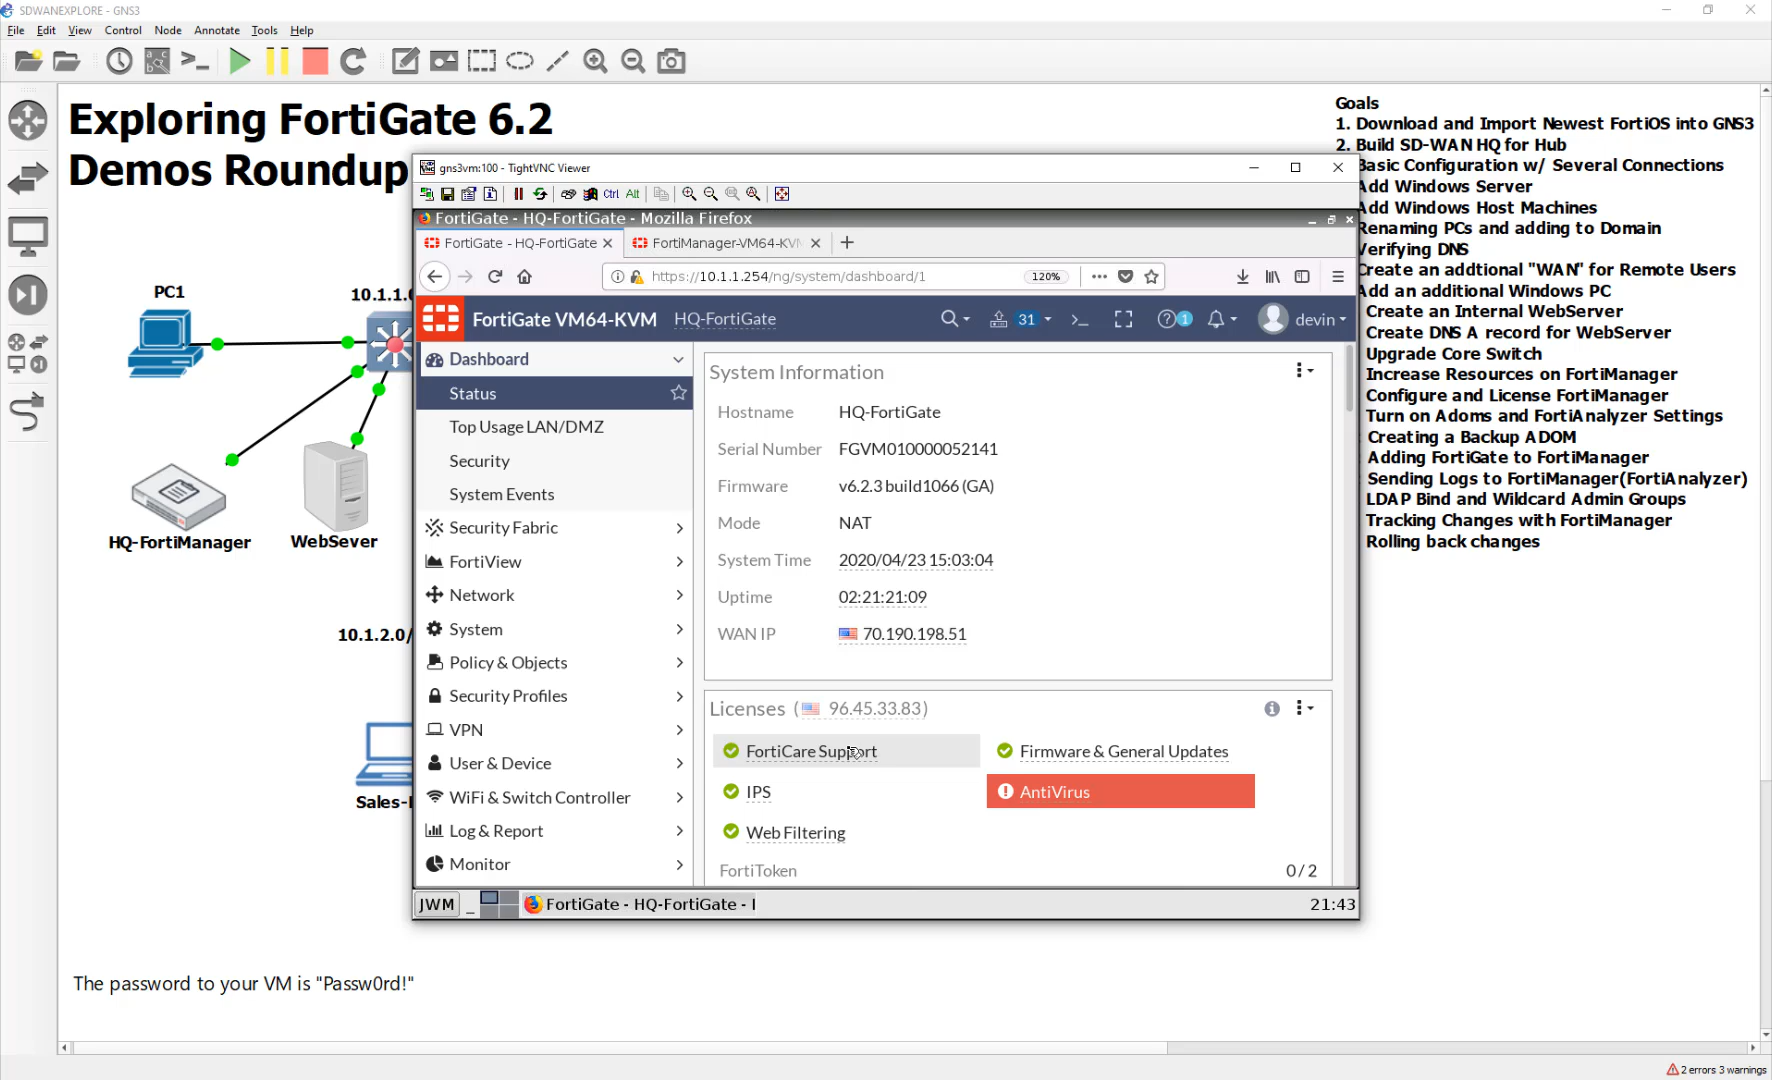 SDWANEXPLORE - GNS3
File Edit View Control Node Annotate Tools Help
Exploring FortiGate 6.2
Demos Roundup
Goals
1. Download and Import Newest FortiOS into GNS3
2. Build SD-WAN HQ for Hub
Basic Configuration w/ Several Connections
Add Windows Server
Add Windows Host Machines
Renaming PCs and adding to Domain
Verifying DNS
Create an addtional "WAN" for Remote Users
Add an additional Windows PC
Create an Internal WebServer
Create DNS A record for WebServer
Upgrade Core Switch
Increase Resources on FortiManager
Configure and License FortiManager
Turn on Adoms and FortiAnalyzer Settings
Creating a Backup ADOM
Adding FortiGate to FortiManager
Sending Logs to FortiManager(FortiAnalyzer)
LDAP Bind and Wildcard Admin Groups
Tracking Changes with FortiManager
Rolling back changes
PC1
10.1.1.0
HQ-FortiManager
WebSever
10.1.2.0/
Sales-
The password to your VM is "Passw0rd!"
gns3vm:100 - TightVNC Viewer
Ctrl Alt
FortiGate - HQ-FortiGate - Mozilla Firefox
FortiGate - HQ-FortiGate
FortiManager-VM64-KVM
https://10.1.1.254/ng/system/dashboard/1
120%
FortiGate VM64-KVM HQ-FortiGate
31
1
devin
Dashboard
Status
Top Usage LAN/DMZ
Security
System Events
Security Fabric
FortiView
Network
System
Policy & Objects
Security Profiles
VPN
User & Device
WiFi & Switch Controller
Log & Report
Monitor
System Information
Hostname HQ-FortiGate
Serial Number FGVM010000052141
Firmware v6.2.3 build1066 (GA)
Mode NAT
System Time 2020/04/23 15:03:04
Uptime 02:21:21:09
WAN IP 70.190.198.51
Licenses ( 96.45.33.83)
FortiCare Support
Firmware & General Updates
IPS
AntiVirus
Web Filtering
FortiToken 0 / 2
JWM
FortiGate - HQ-FortiGate - 
21:43
2 errors 3 warnings